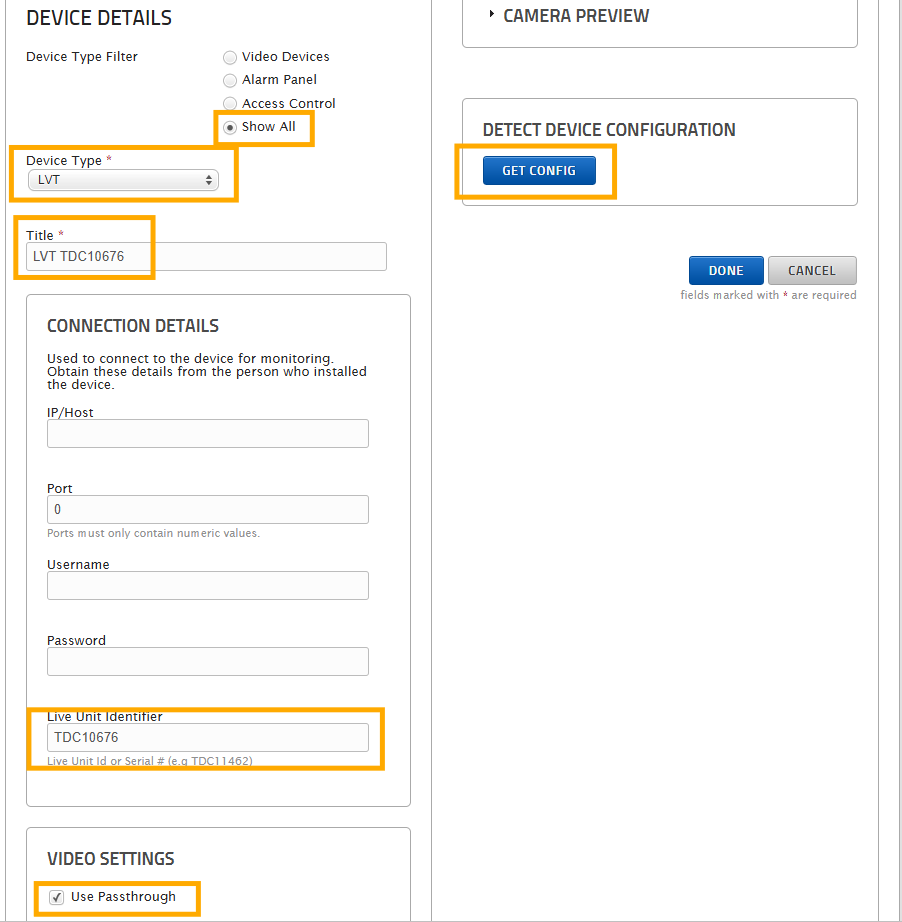 DEVICE DETAILS
Device Type Filter
Video Devices
Alarm Panel
Access Control
Show All
Device Type *
LVT
Title *
LVT TDC10676
CONNECTION DETAILS
Used to connect to the device for monitoring.
Obtain these details from the person who installed
the device.
IP/Host
Port
0
Ports must only contain numeric values.
Username
Password
Live Unit Identifier
TDC10676
Live Unit Id or Serial # (e.g TDC11462)
VIDEO SETTINGS
Use Passthrough
CAMERA PREVIEW
DETECT DEVICE CONFIGURATION
GET CONFIG
DONE
CANCEL
fields marked with * are required